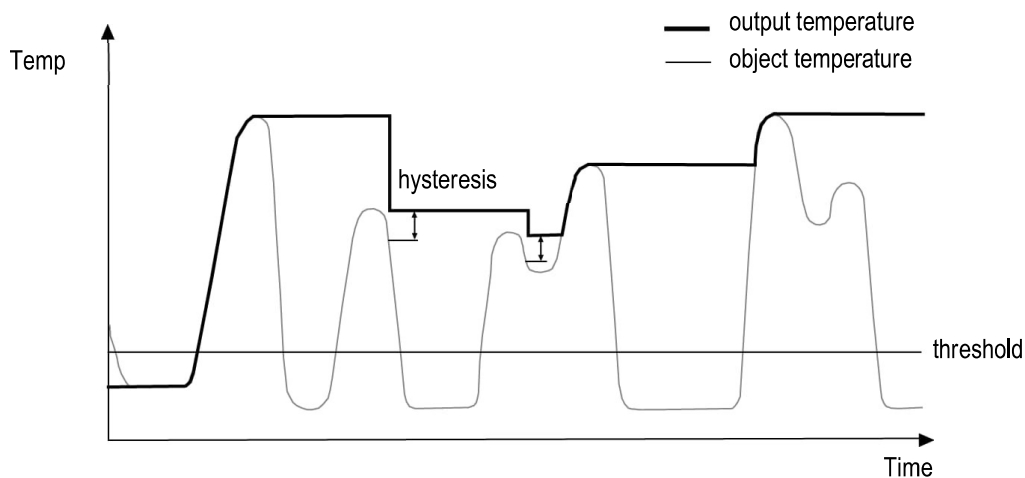 output temperature
object temperature
Temp
hysteresis
threshold
Time